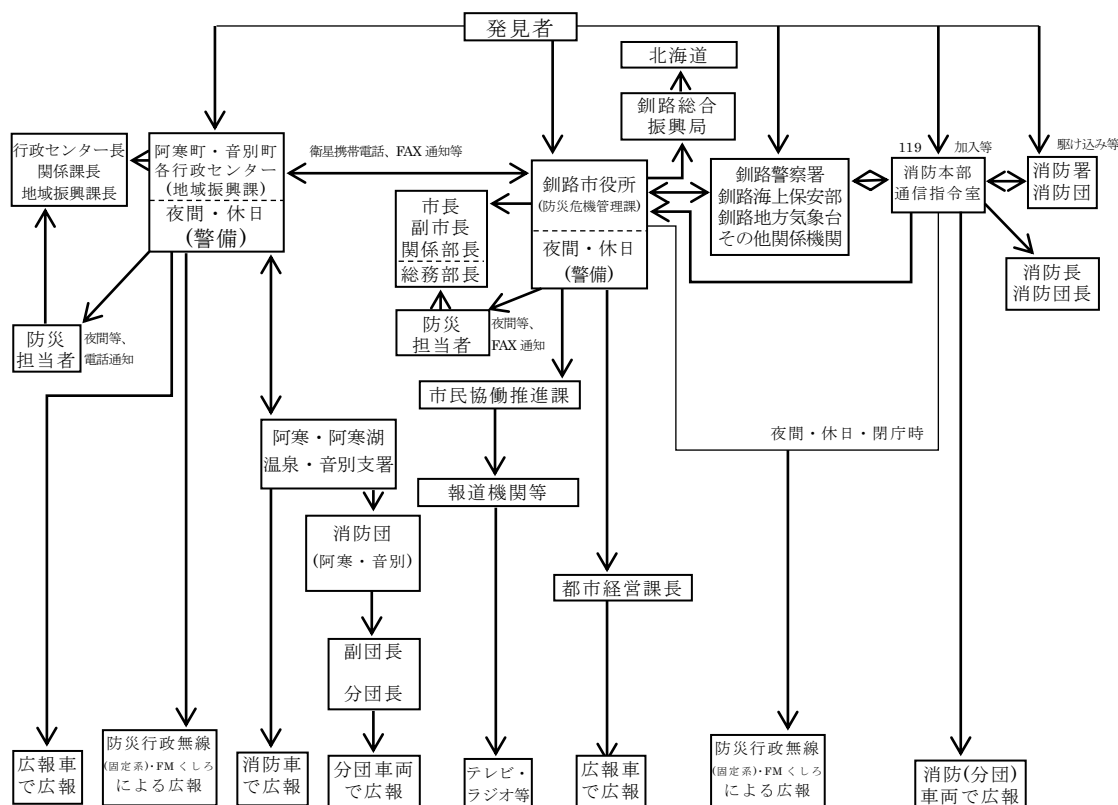 発見者
北海道
釧路総合
振興局
行政センター長
関係課長
地域振興課長
阿寒町・音別町
各行政センター
(地域振興課)
夜間・休日
(警備)
衛星携帯電話、FAX 通知等
釧路市役所
(防災危機管理課)
夜間・休日
(警備)
市長
副市長
関係部長
総務部長
釧路警察署
釧路海上保安部
釧路地方気象台
その他関係機関
119 加入等
消防本部
通信指令室
駆け込み等
消防署
消防団
消防長
消防団長
防災
担当者
夜間等、
電話通知
防災
担当者
夜間等、
FAX 通知
市民協働推進課
阿寒・阿寒湖
温泉・音別支署
夜間・休日・閉庁時
報道機関等
消防団
(阿寒・音別)
都市経営課長
副団長
分団長
広報車
で広報
防災行政無線
(固定系)・FMくしろ
による広報
消防車
で広報
分団車両
で広報
テレビ・
ラジオ等
広報車
で広報
防災行政無線
(固定系)・FMくしろ
による広報
消防(分団)
車両で広報